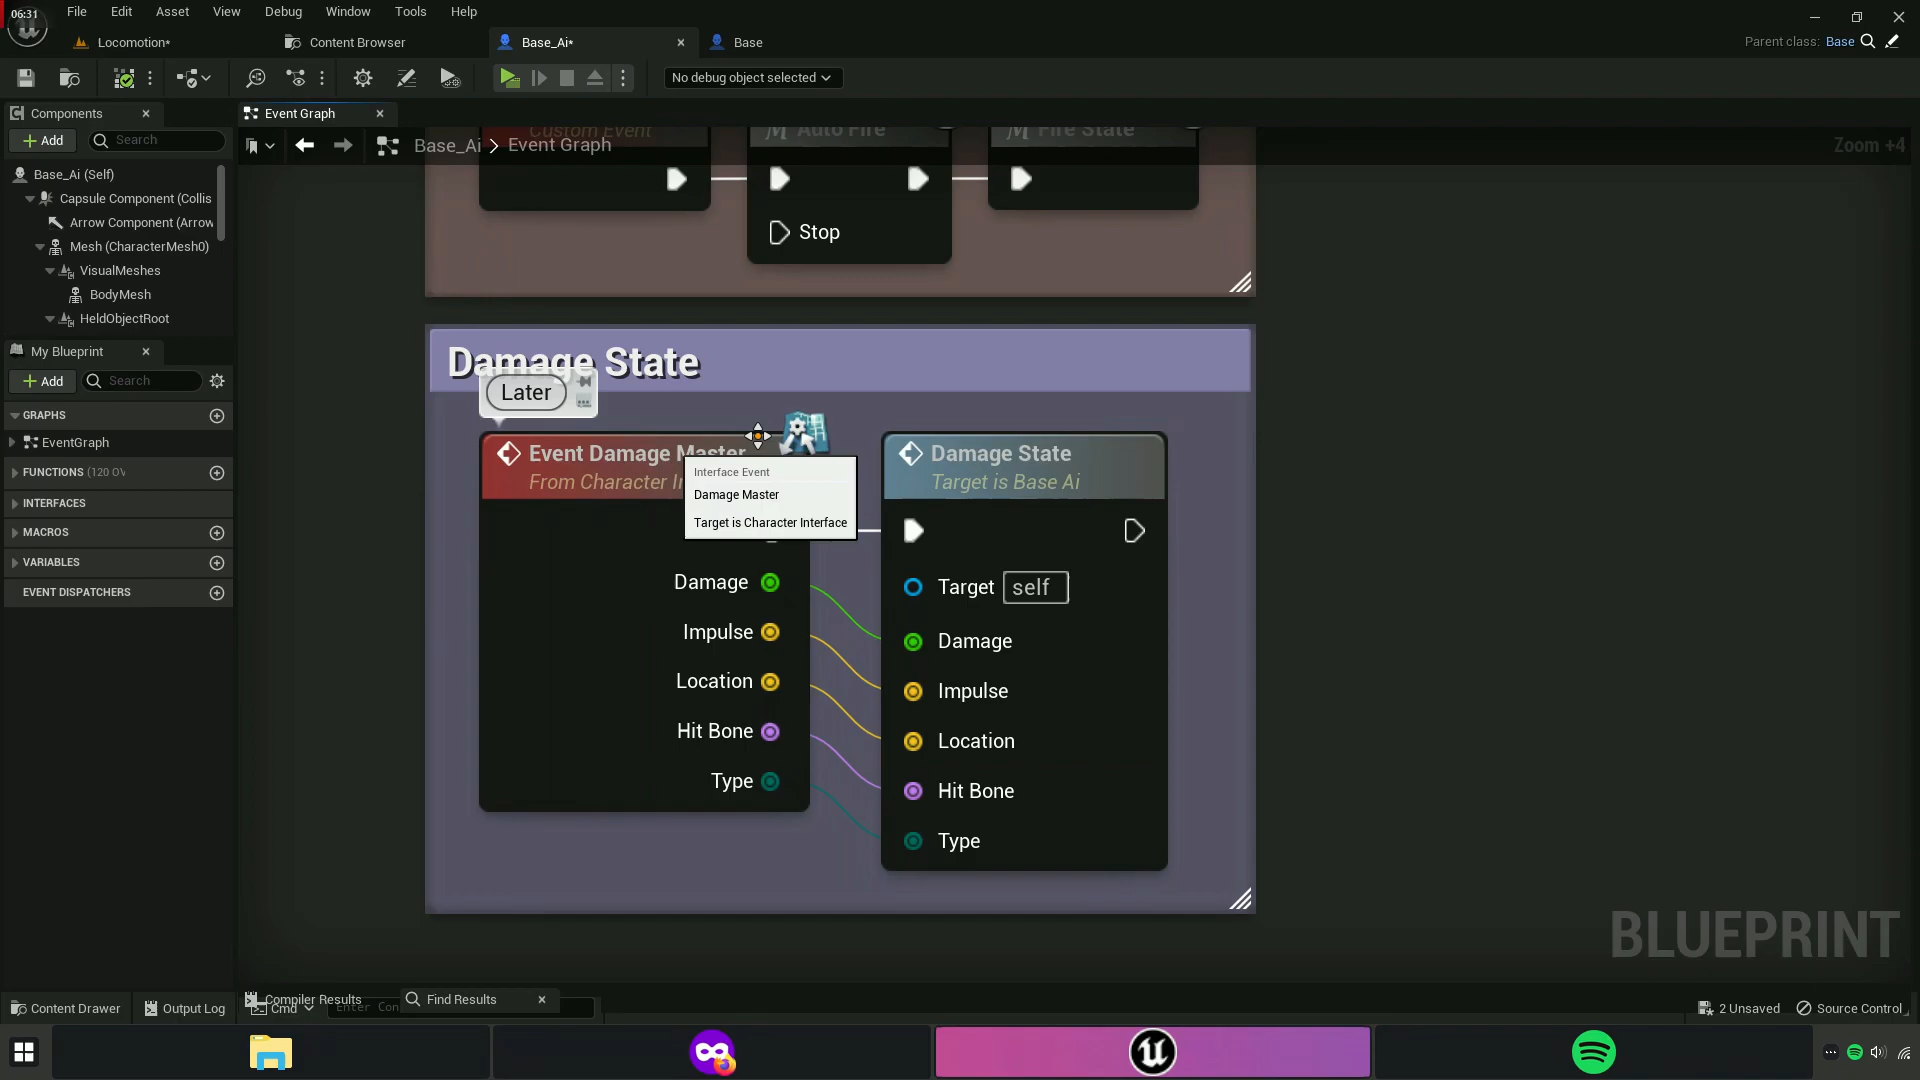 06:31
File Edit Asset View Debug Window Tools Help
Locomotion*
Content Browser
Base_Ai*
Base
Parent class: Base
No debug object selected
Components
Event Graph
Add
Search
Base_Ai > Event Graph
Zoom +4
Base_Ai (Self)
Capsule Component (Collis
Arrow Component (Arrow
Mesh (CharacterMesh0)
VisualMeshes
BodyMesh
HeldObjectRoot
My Blueprint
Add
Search
GRAPHS
EventGraph
FUNCTIONS (120 OV
INTERFACES
MACROS
VARIABLES
EVENT DISPATCHERS
Custom Event
Auto Fire
Fire State
Stop
Damage State
Later
Event Damage Master
From Character In
Interface Event
Damage Master
Target is Character Interface
Damage
Impulse
Location
Hit Bone
Type
Damage State
Target is Base Ai
Target self
Damage
Impulse
Location
Hit Bone
Type
BLUEPRINT
Compiler Results
Find Results
Content Drawer
Output Log
Cmd
Enter Con
2 Unsaved
Source Control